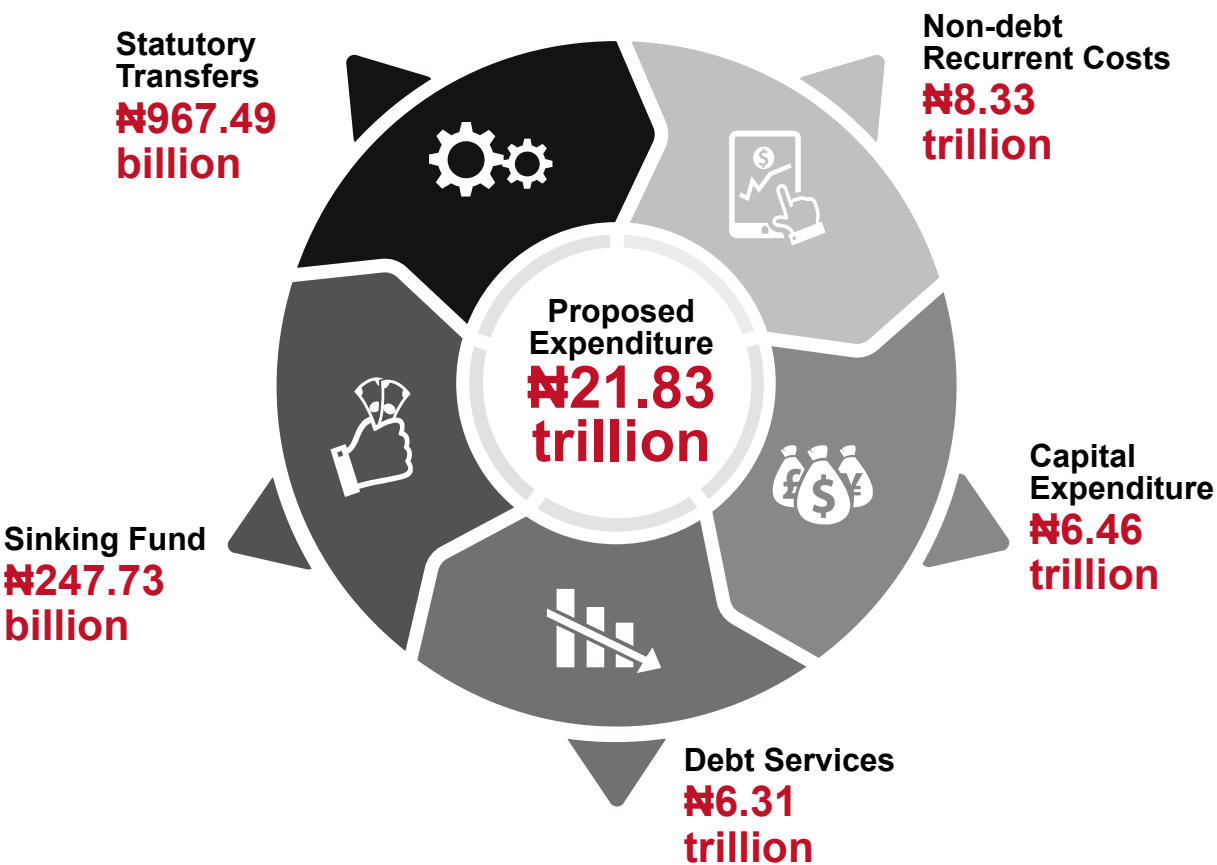 Statutory
Transfers
₦967.49
billion
Non-debt
Recurrent Costs
₦8.33
trillion
$
Proposed
Expenditure
₦21.83
trillion
£ $ ¥
Capital
Expenditure
₦6.46
trillion
Sinking Fund
₦247.73
billion
Debt Services
₦6.31
trillion